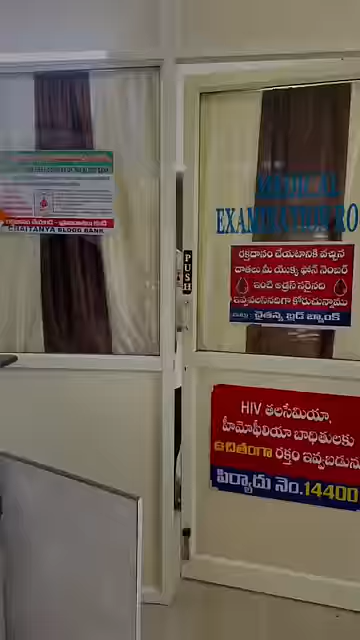 CHAITANYA BLOOD BANK
PUSH
MEDICAL
EXAMINATION RO
రక్తదానం చేయటానికి వచ్చిన
దాతలు మీ యొక్క ఫోన్ నెంబర్
ఇంటి అడ్రస్ సరైనది
ఇవ్వవలసినదిగా కోరుచున్నాము
చైతన్య బ్లడ్ బ్యాంక్
HIV తలసేమియా,
హీమోఫీలియా బాధితులకు
ఉచితంగా రక్తం ఇవ్వబడును
ఫిర్యాదు నెం.14400